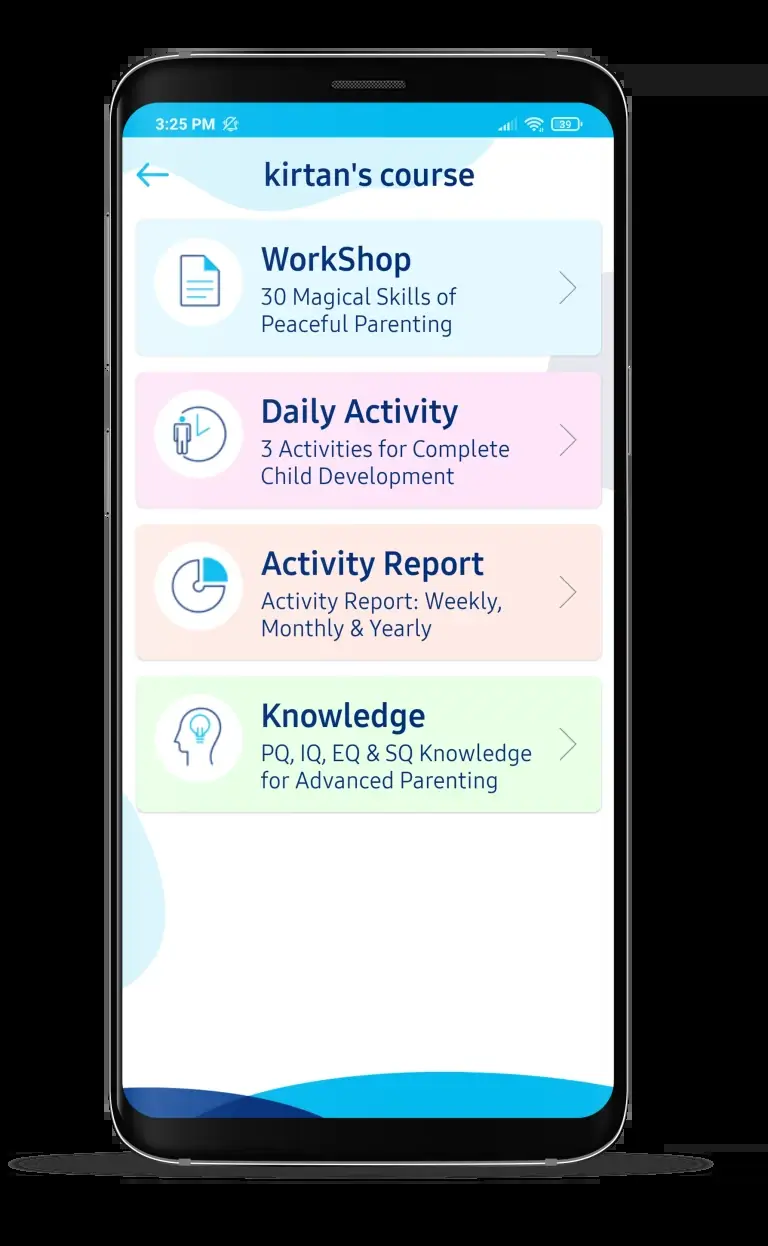 3:25 PM
39
kirtan's course
WorkShop
30 Magical Skills of
Peaceful Parenting
Daily Activity
3 Activities for Complete
Child Development
Activity Report
Activity Report: Weekly,
Monthly & Yearly
Knowledge
PQ, IQ, EQ & SQ Knowledge
for Advanced Parenting